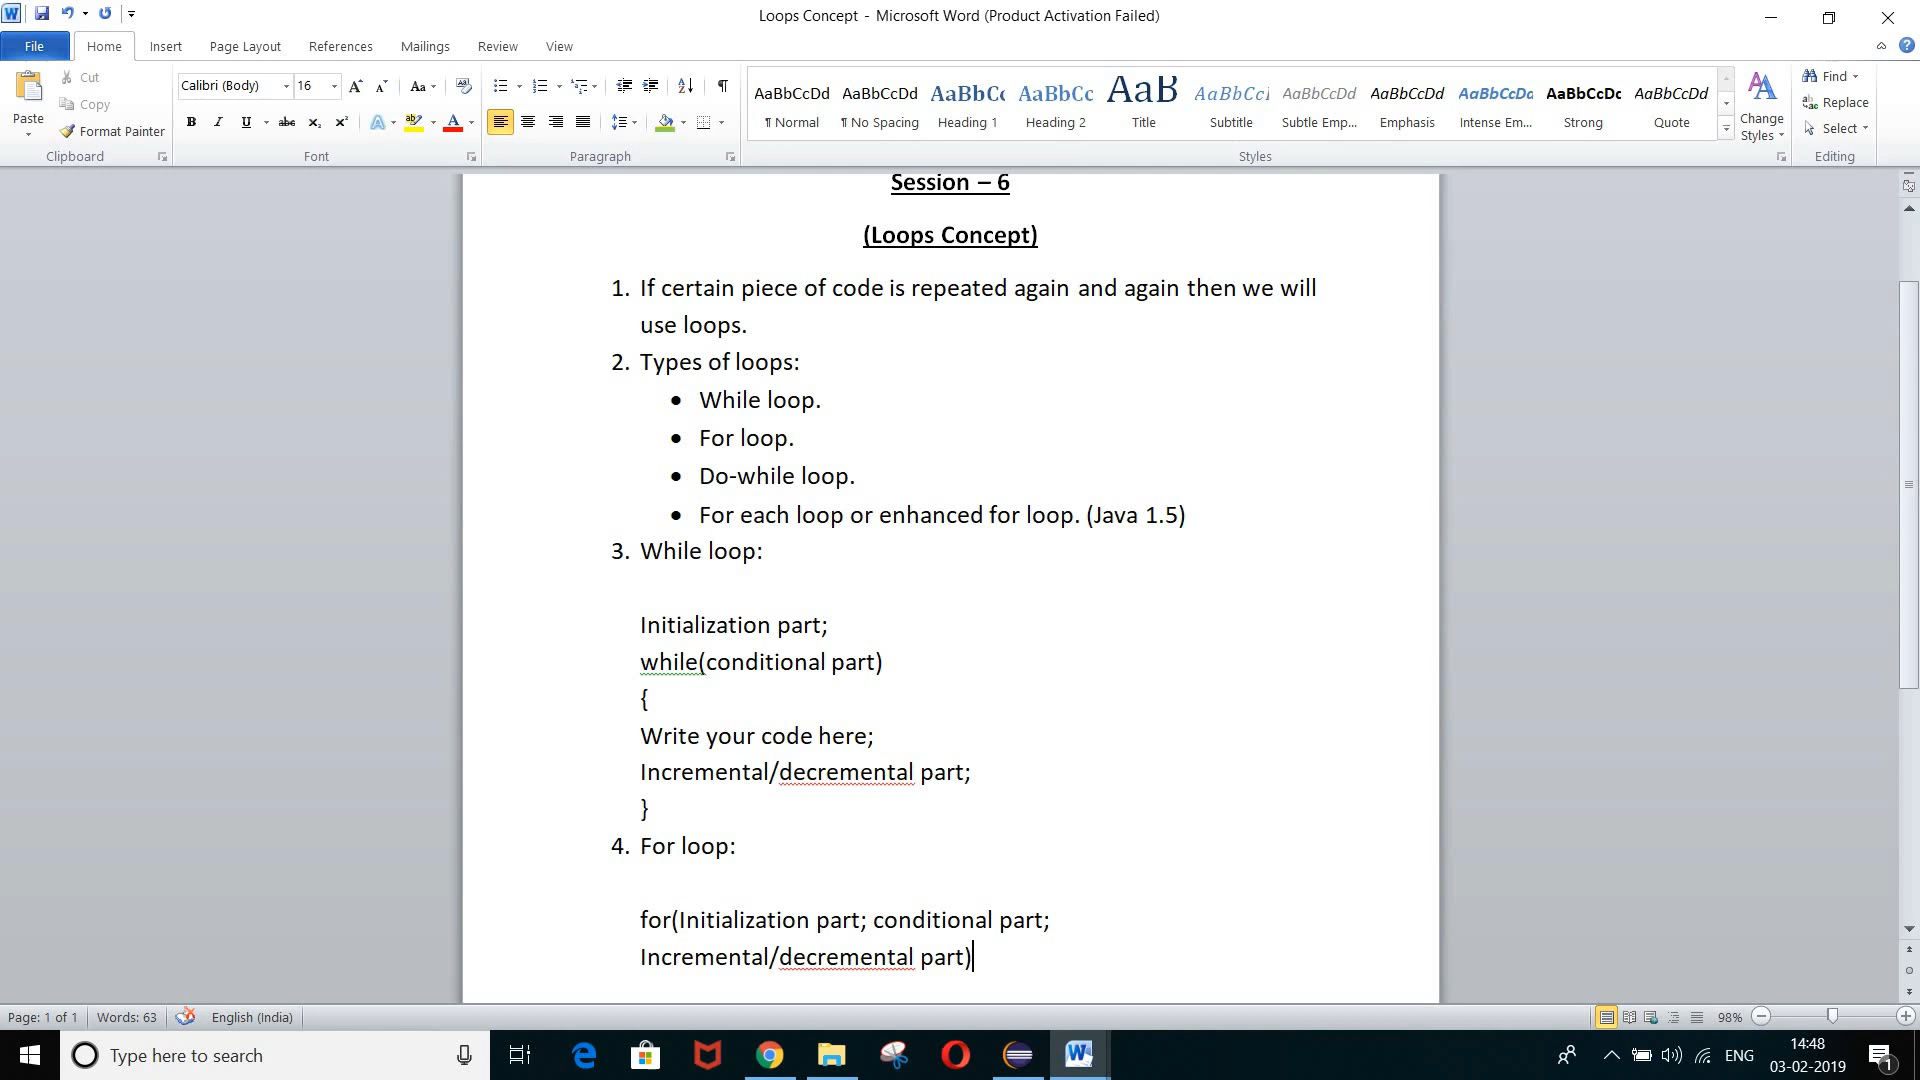 Loops Concept - Microsoft Word (Product Activation Failed)
File Home Insert Page Layout References Mailings Review View
Calibri (Body) 16
Paste
Cut
Copy
Format Painter
B I U abc x₂ x² Aa
AaBbCcDd AaBbCcDd AaBbCc AaBbCc AaB AaBbCcI AaBbCcDd AaBbCcDd AaBbCcDd AaBbCcDc AaBbCcDd
¶ Normal ¶ No Spacing Heading 1 Heading 2 Title Subtitle Subtle Emp... Emphasis Intense Em... Strong Quote
Change Styles
Find
Replace
Select
Clipboard Font Paragraph Styles Editing
Session – 6
(Loops Concept)
1. If certain piece of code is repeated again and again then we will
use loops.
2. Types of loops:
• While loop.
• For loop.
• Do-while loop.
• For each loop or enhanced for loop. (Java 1.5)
3. While loop:
Initialization part;
while(conditional part)
{
Write your code here;
Incremental/decremental part;
}
4. For loop:
for(Initialization part; conditional part;
Incremental/decremental part)
Page: 1 of 1 Words: 63 English (India) 98%
Type here to search
ENG
14:48
03-02-2019
1